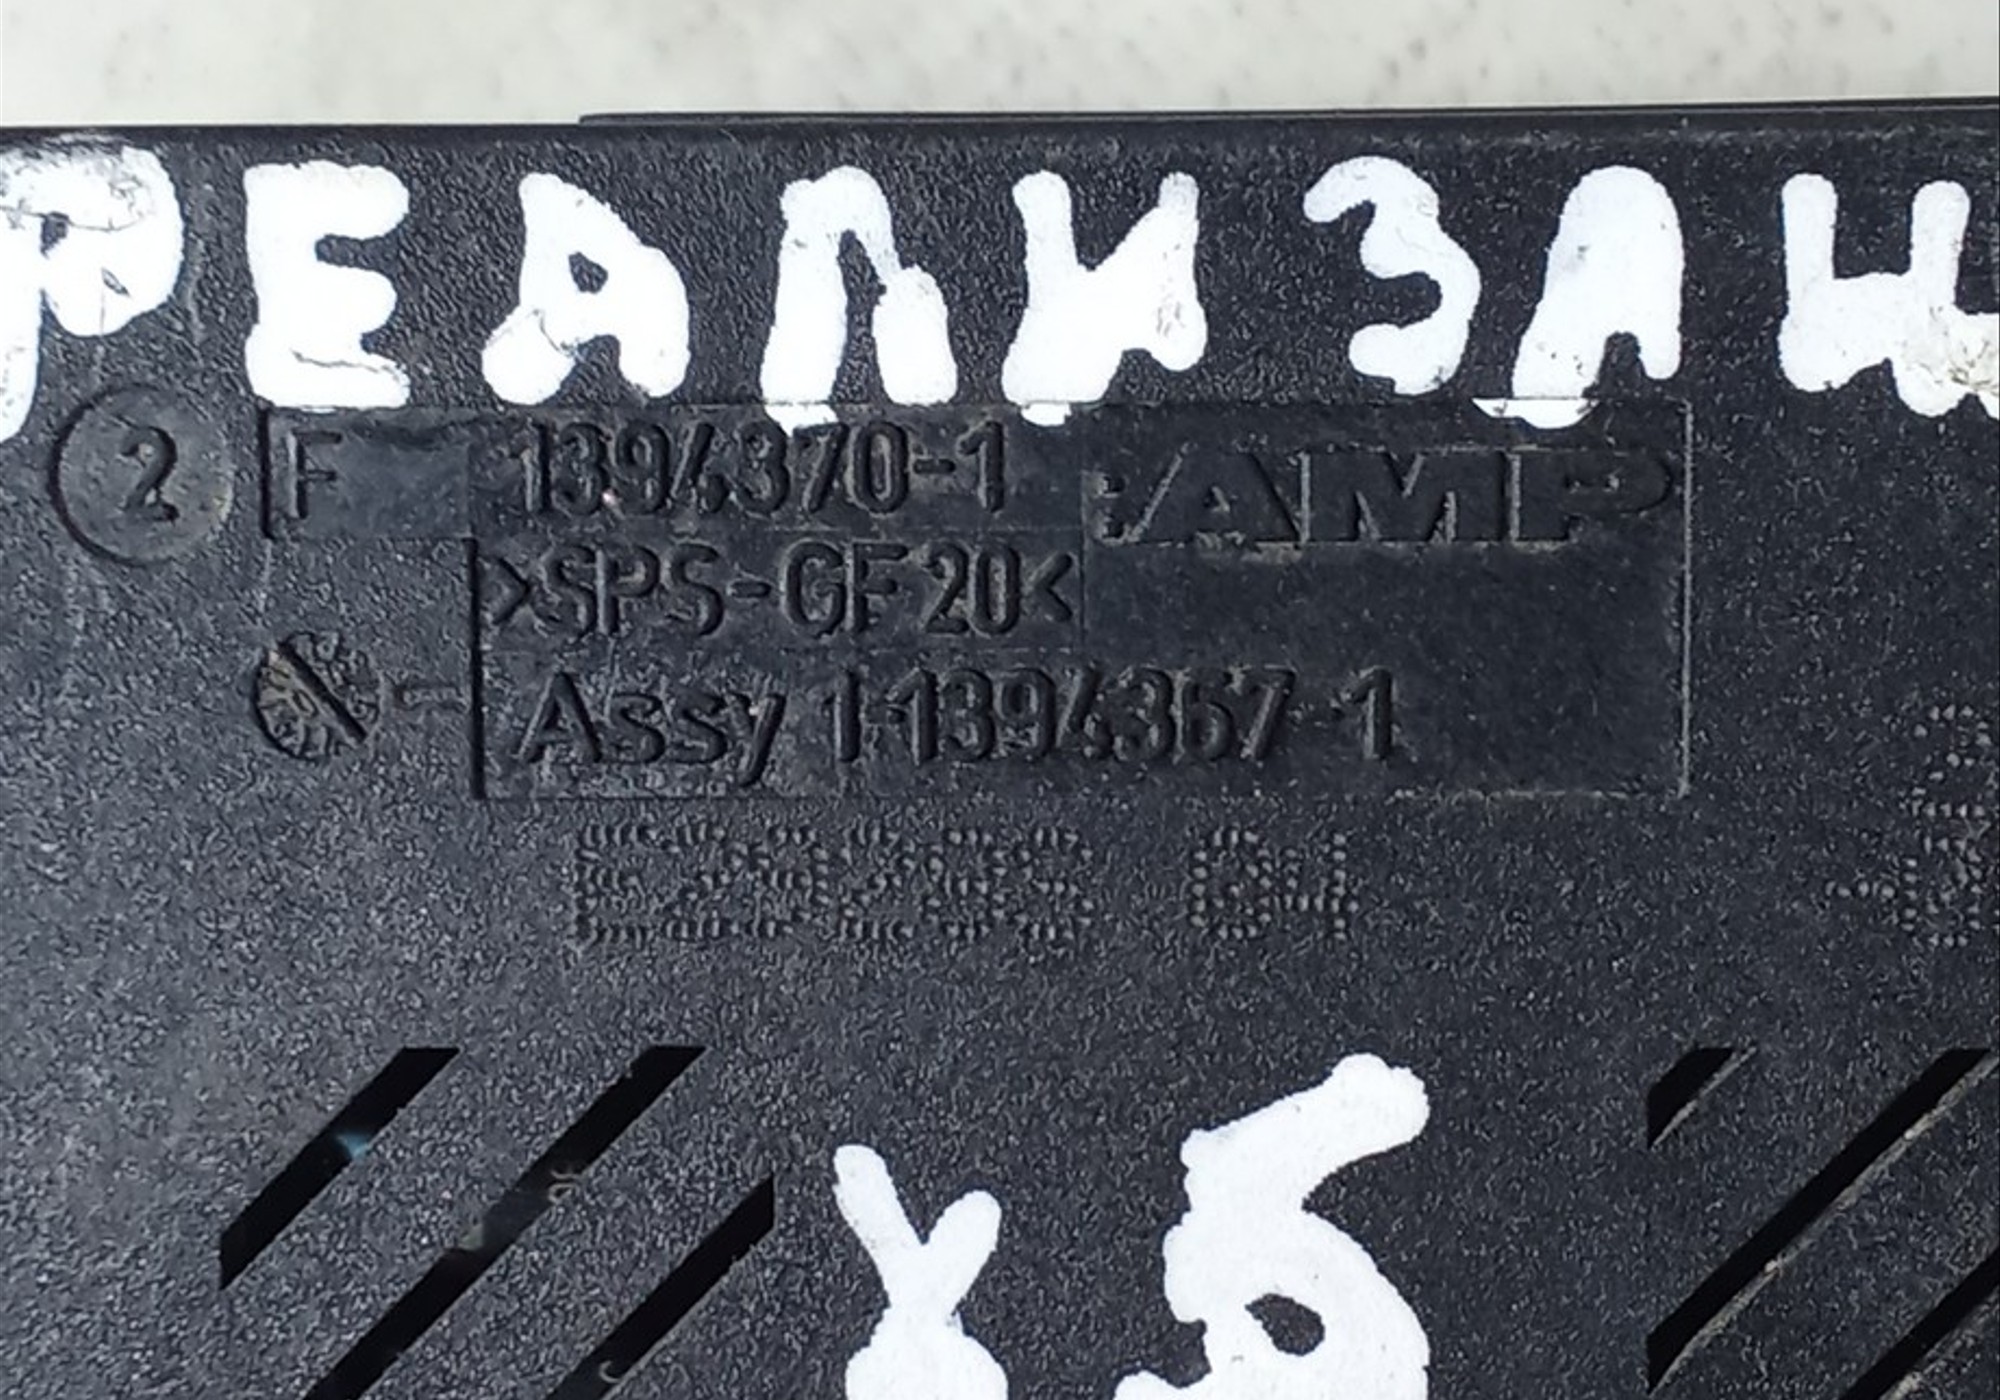 РЕАЛИЗАЦ
2 F 1394370-1 AMP
>SPS-GF20<
Assy 1-1394367-1
Х5